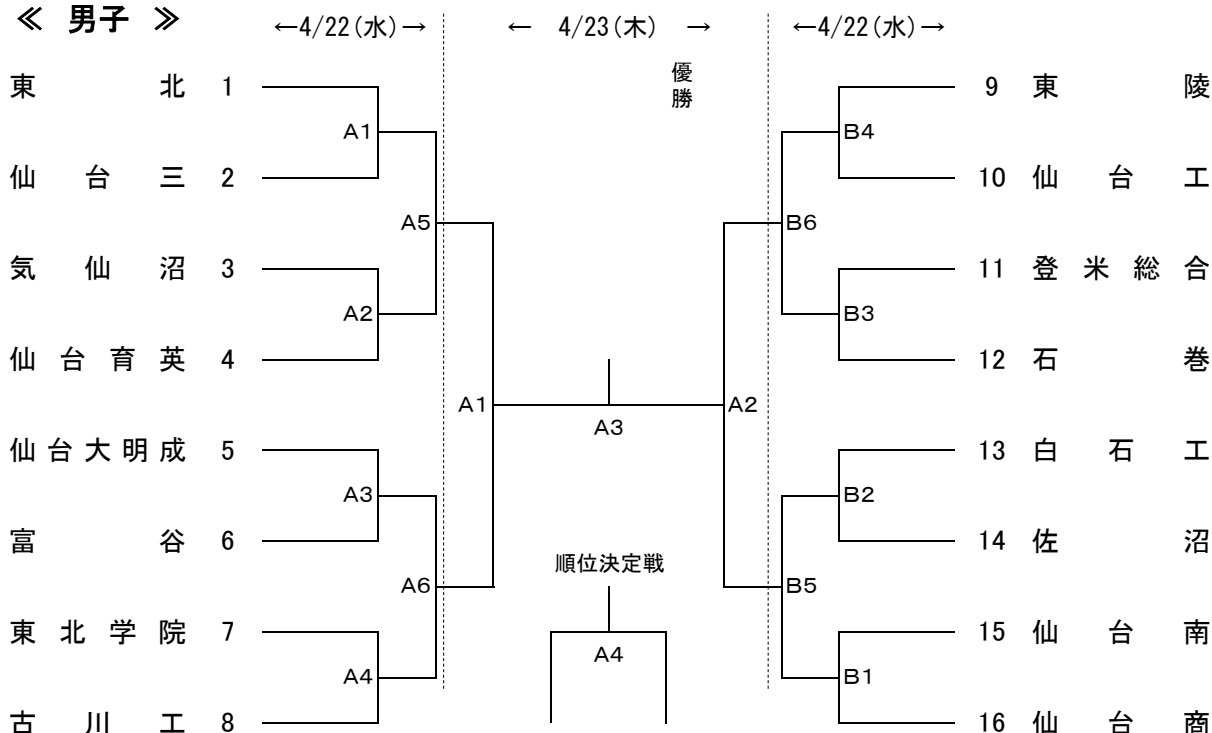 ≪ 男子 ≫ ←4/22(水)→ ← 4/23(木) → ←4/22(水)→
優勝
東北 1 9 東陵
A1 B4
仙台三 2 10 仙台工
A5 B6
気仙沼 3 11 登米総合
A2 B3
仙台育英 4 12 石巻
A1 A3 A2
仙台大明成 5 13 白石工
A3 B2
富谷 6 14 佐沼
順位決定戦
A6 B5
東北学院 7 15 仙台南
A4 A4 B1
古川工 8 16 仙台商